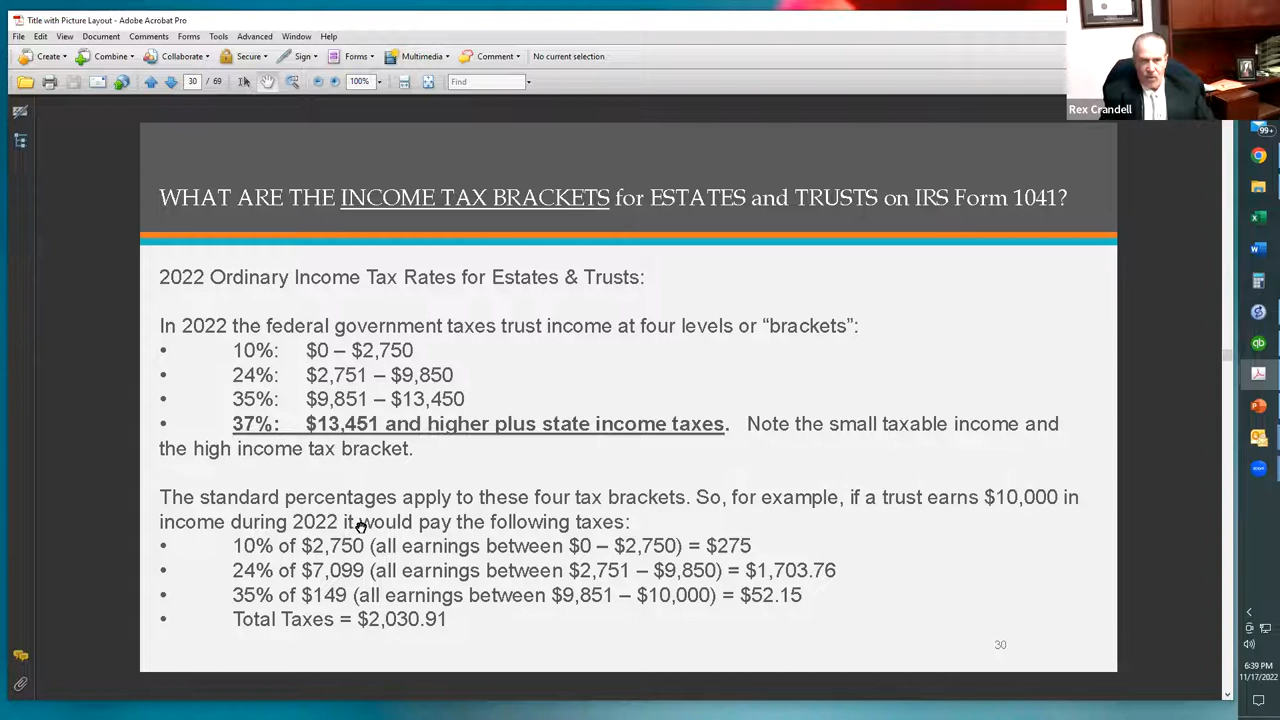 Title with Picture Layout - Adobe Acrobat Pro
File Edit View Document Comments Forms Tools Advanced Window Help
Create Combine Collaborate Secure Sign Forms Multimedia Comment No current selection
30 / 69 100% Find
Rex Crandell
99+
WHAT ARE THE INCOME TAX BRACKETS for ESTATES and TRUSTS on IRS Form 1041?
2022 Ordinary Income Tax Rates for Estates & Trusts:
In 2022 the federal government taxes trust income at four levels or “brackets”:
• 10%: $0 – $2,750
• 24%: $2,751 – $9,850
• 35%: $9,851 – $13,450
• 37%: $13,451 and higher plus state income taxes. Note the small taxable income and
the high income tax bracket.
The standard percentages apply to these four tax brackets. So, for example, if a trust earns $10,000 in
income during 2022 it would pay the following taxes:
• 10% of $2,750 (all earnings between $0 – $2,750) = $275
• 24% of $7,099 (all earnings between $2,751 – $9,850) = $1,703.76
• 35% of $149 (all earnings between $9,851 – $10,000) = $52.15
• Total Taxes = $2,030.91
30
6:39 PM
11/17/2022